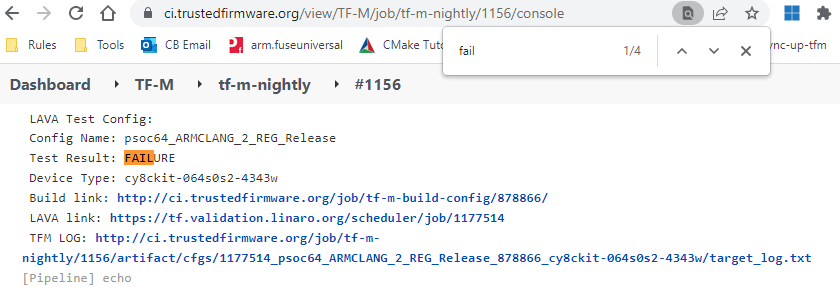 ci.trustedfirmware.org/view/TF-M/job/tf-m-nightly/1156/console
Rules
Tools
CB Email
arm.fuseuniversal
CMake Tuto
nc-up-tfm
fail
1/4
Dashboard
TF-M
tf-m-nightly
#1156
LAVA Test Config:
Config Name: psoc64_ARMCLANG_2_REG_Release
Test Result: FAILURE
Device Type: cy8ckit-064s0s2-4343w
Build link: http://ci.trustedfirmware.org/job/tf-m-build-config/878866/
LAVA link: https://tf.validation.linaro.org/scheduler/job/1177514
TFM LOG: http://ci.trustedfirmware.org/job/tf-m-
nightly/1156/artifact/cfgs/1177514_psoc64_ARMCLANG_2_REG_Release_878866_cy8ckit-064s0s2-4343w/target_log.txt
[Pipeline] echo